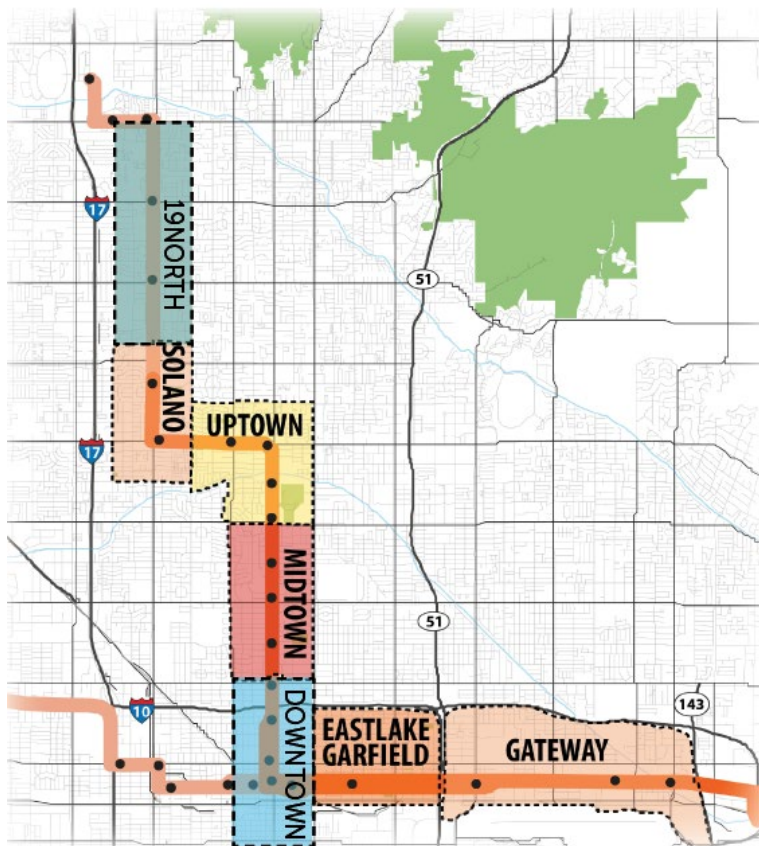 17
19NORTH
51
SOLANO
UPTOWN
17
MIDTOWN
51
DOWNTOWN
10
EASTLAKE
GARFIELD
GATEWAY
143